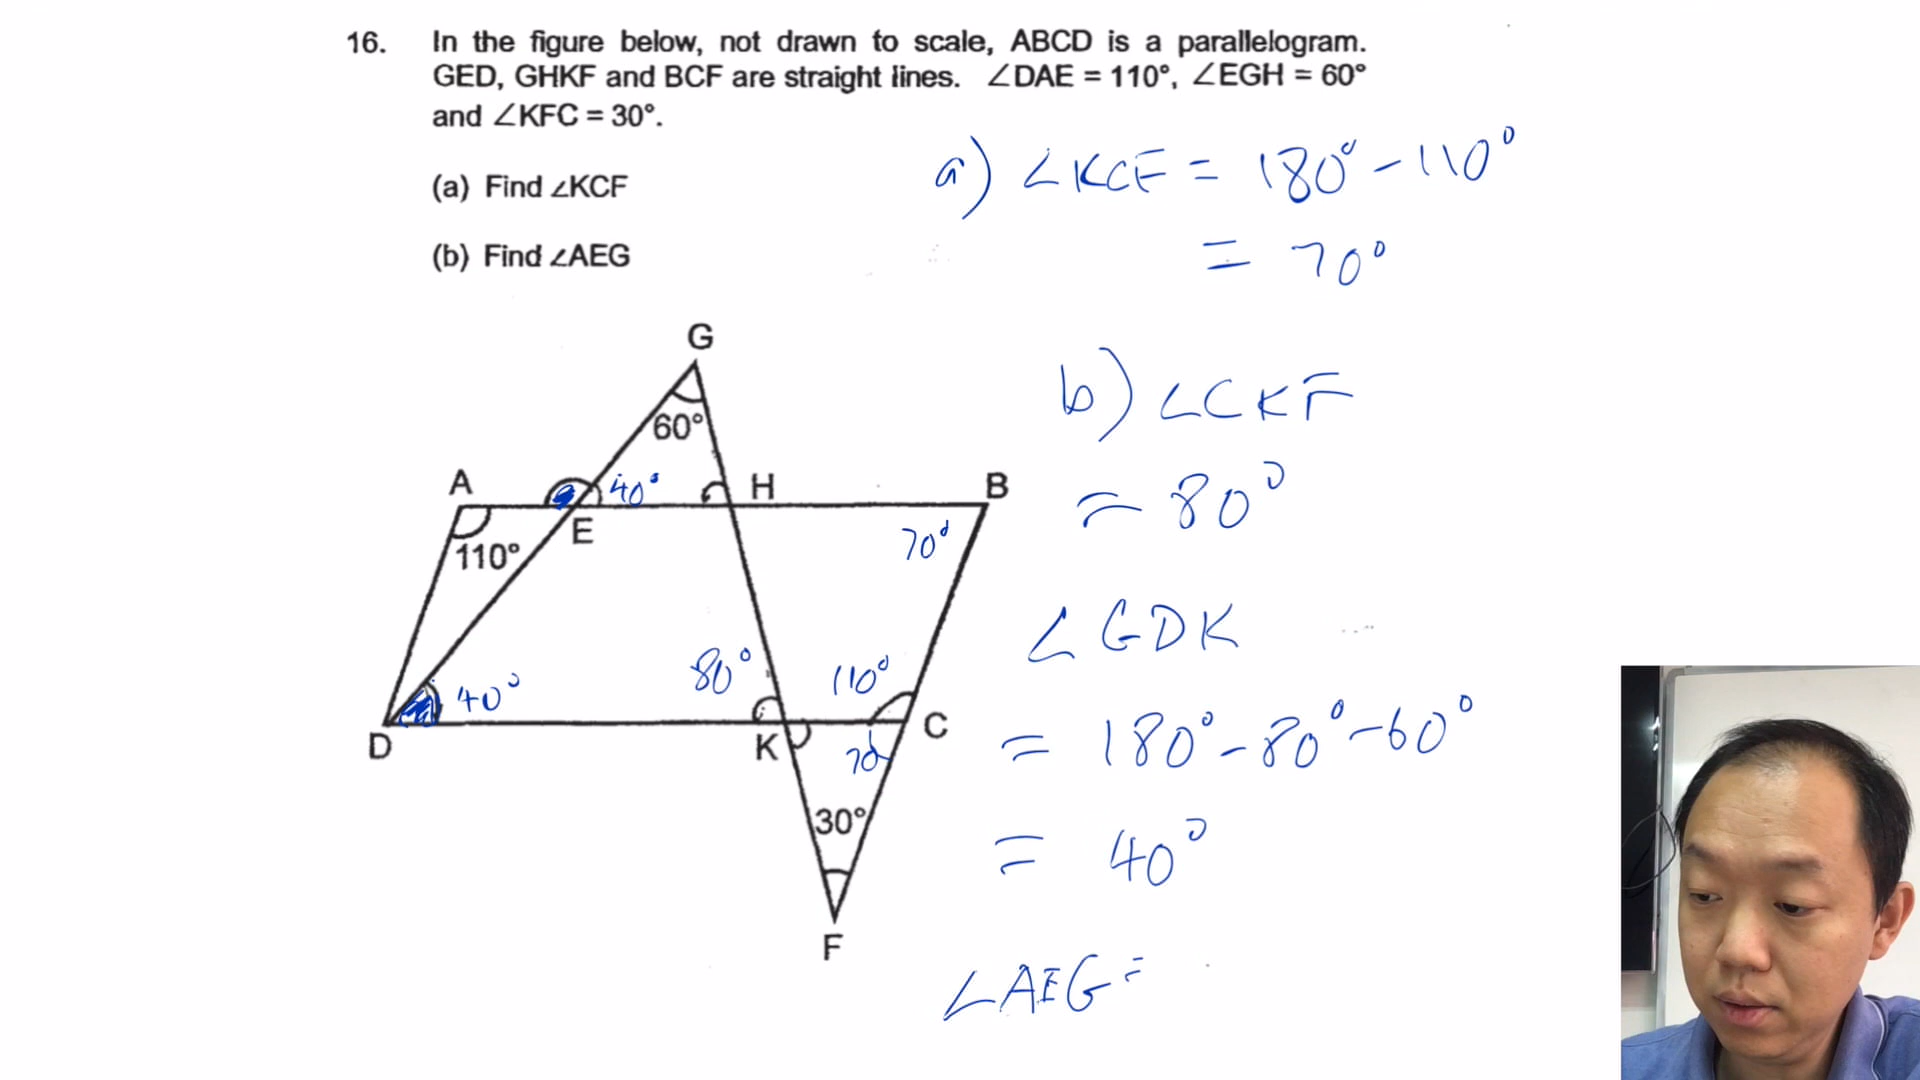 16. In the figure below, not drawn to scale, ABCD is a parallelogram.
GED, GHKF and BCF are straight lines. ∠DAE = 110°, ∠EGH = 60°
and ∠KFC = 30°.
(a) Find ∠KCF
(b) Find ∠AEG
a) ∠KCF = 180° - 110°
= 70°
b) ∠CKF
= 80°
∠GDK
= 180° - 80° - 60°
= 40°
∠AEG =
G
60°
A
40°
H
B
110°
E
70°
40°
80°
110°
D
K
70
C
30°
F